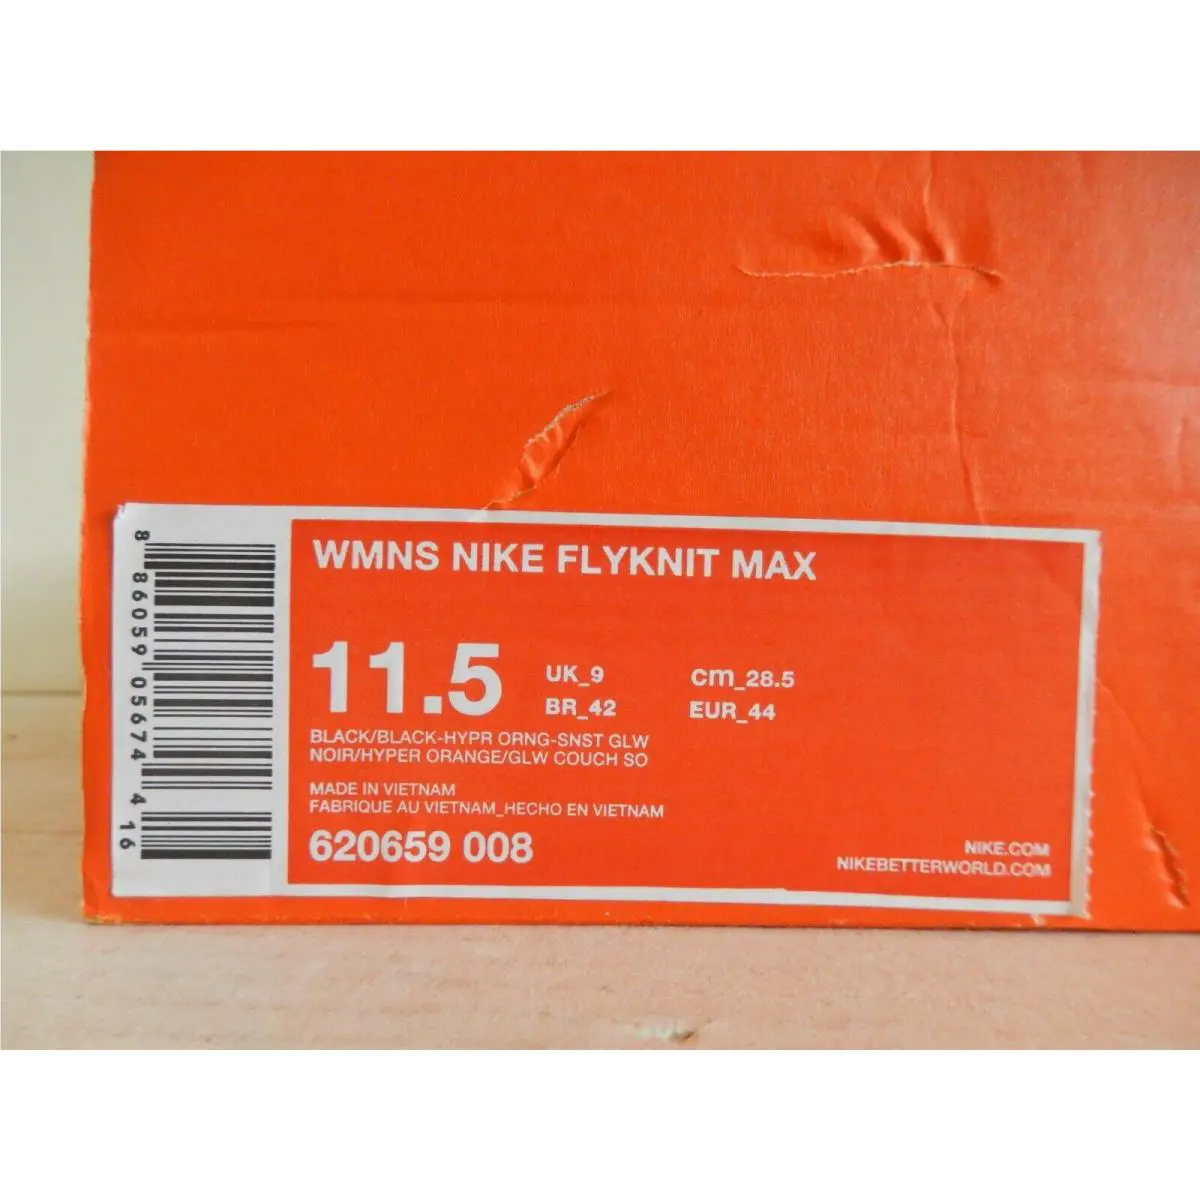 WMNS NIKE FLYKNIT MAX
11.5
UK_9 cm_28.5
BR_42 EUR_44
BLACK/BLACK-HYPR ORNG-SNST GLW
NOIR/HYPER ORANGE/GLW COUCH SO
MADE IN VIETNAM
FABRIQUE AU VIETNAM_HECHO EN VIETNAM
620659 008
NIKE.COM
NIKEBETTERWORLD.COM
8 86059 05674 4 16